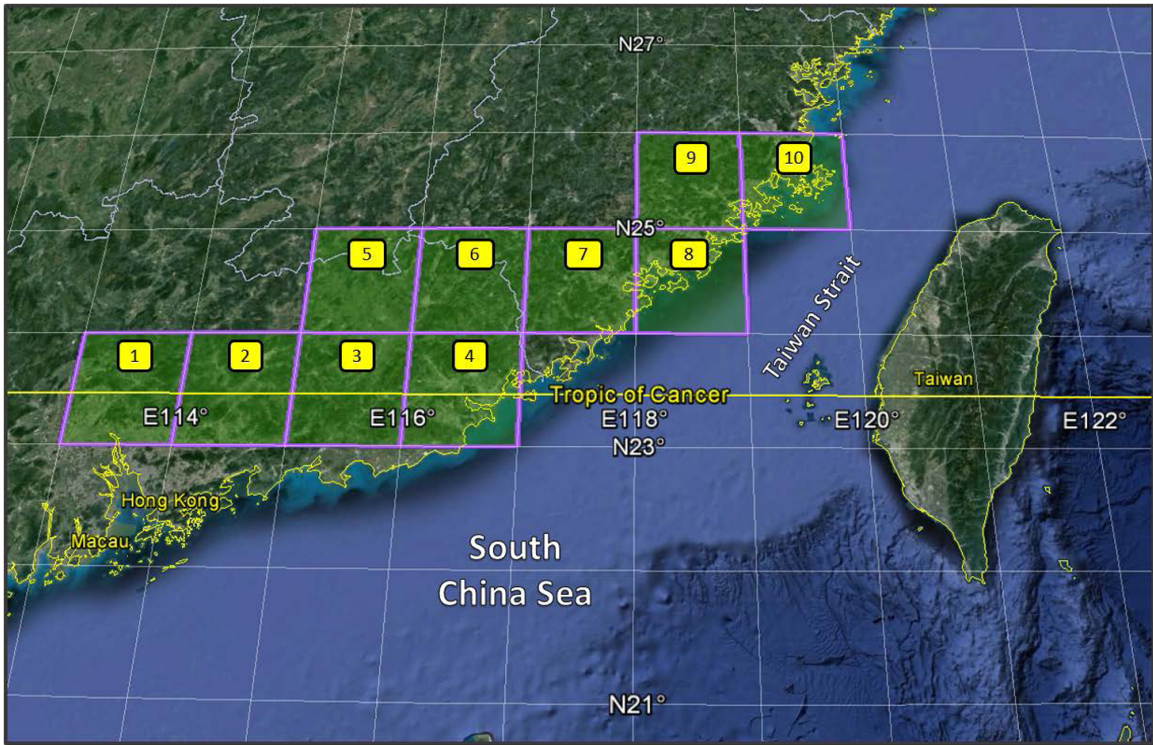 N27°
9
10
N25°
5
6
7
8
Taiwan Strait
1
2
3
4
Taiwan
Tropic of Cancer
E114°
E116°
E118°
E120°
E122°
N23°
Hong Kong
Macau
South
China Sea
N21°